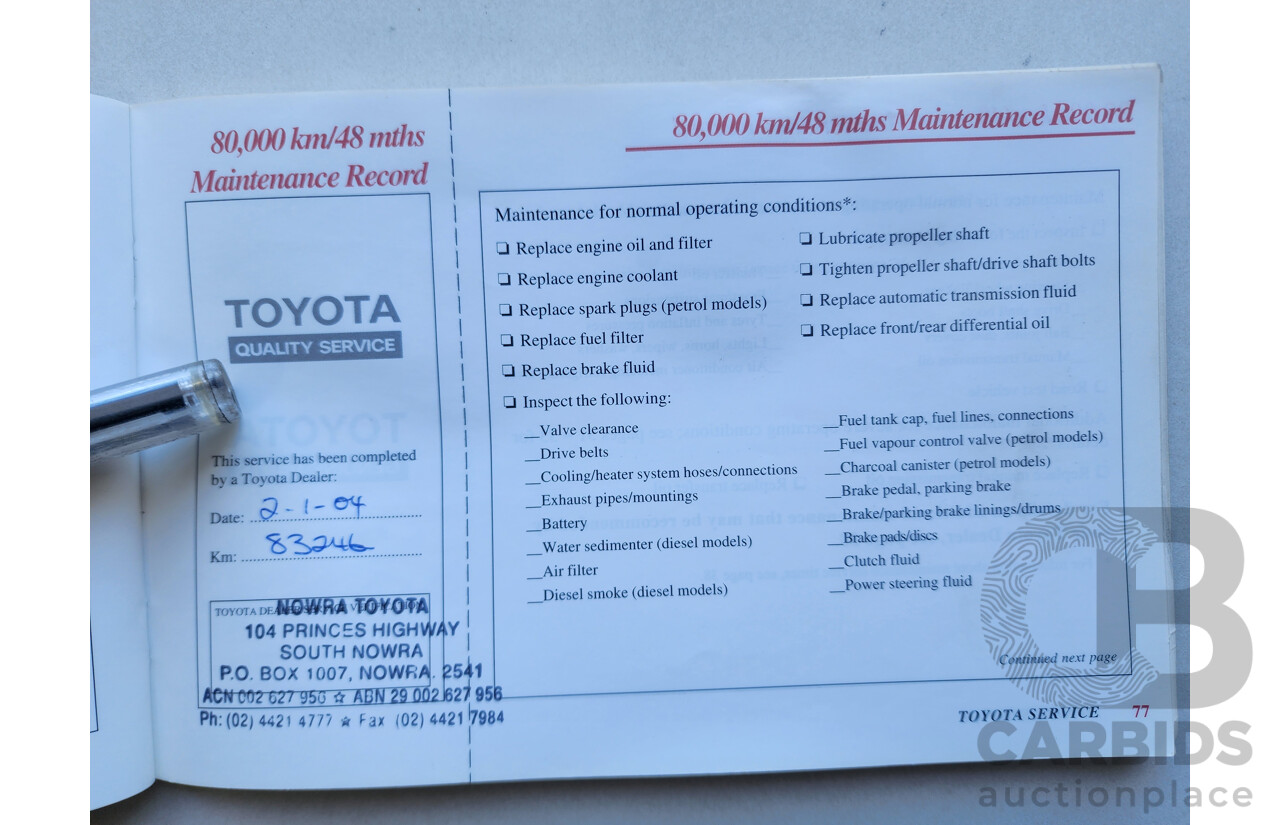 80,000 km/48 mths
Maintenance Record
TOYOTA
QUALITY SERVICE
This service has been completed
by a Toyota Dealer:
Date: 2-1-04
Km: 83246
TOYOTA
NOWRA TOYOTA
104 PRINCES HIGHWAY
SOUTH NOWRA
P.O. BOX 1007, NOWRA. 2541
ACN 002 627 956 ☆ ABN 29 002 627 956
Ph: (02) 4421 4777 ★ Fax (02) 4421 7984
80,000 km/48 mths Maintenance Record
Maintenance for normal operating conditions*:
❏ Replace engine oil and filter
❏ Replace engine coolant
❏ Replace spark plugs (petrol models)
❏ Replace fuel filter
❏ Replace brake fluid
❏ Inspect the following:
__Valve clearance
__Drive belts
__Cooling/heater system hoses/connections
__Exhaust pipes/mountings
__Battery
__Water sedimenter (diesel models)
__Air filter
__Diesel smoke (diesel models)
❏ Lubricate propeller shaft
❏ Tighten propeller shaft/drive shaft bolts
❏ Replace automatic transmission fluid
❏ Replace front/rear differential oil
__Fuel tank cap, fuel lines, connections
__Fuel vapour control valve (petrol models)
__Charcoal canister (petrol models)
__Brake pedal, parking brake
__Brake/parking brake linings/drums
__Brake pads/discs
__Clutch fluid
__Power steering fluid
Continued next page
TOYOTA SERVICE 77
CB
CARBIDS
auctionplace